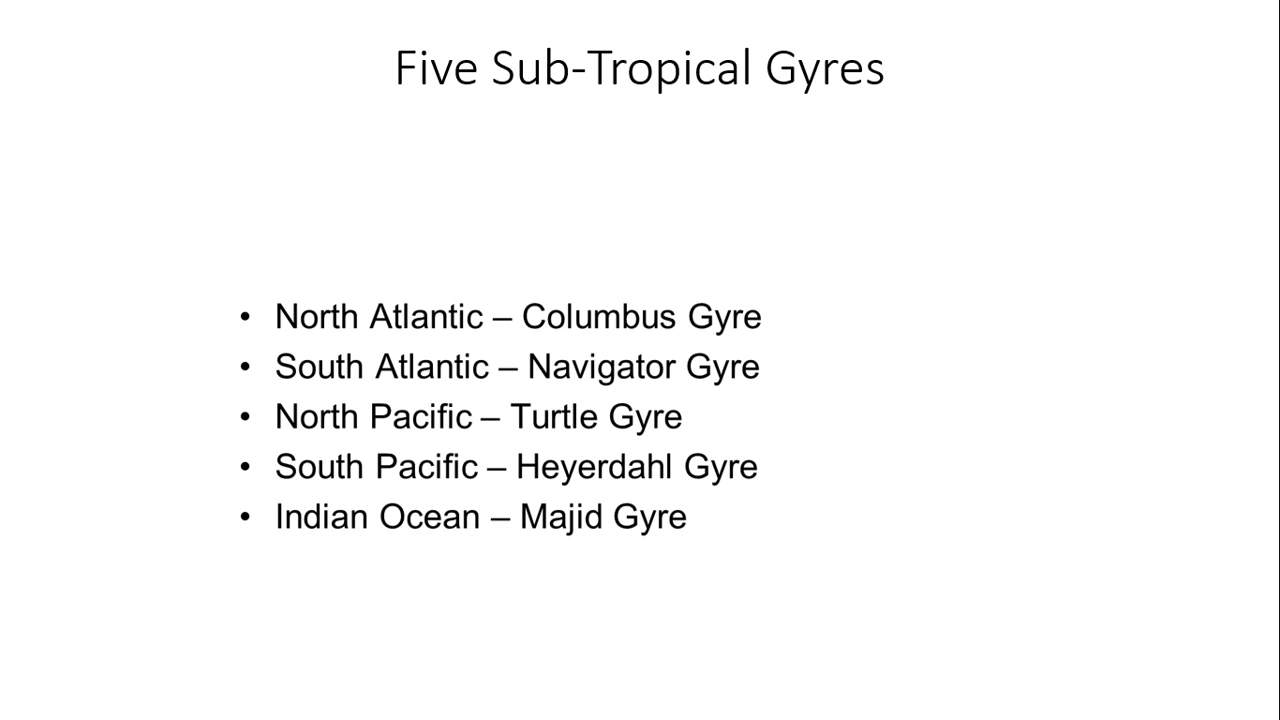 Five Sub-Tropical Gyres
• North Atlantic – Columbus Gyre
• South Atlantic – Navigator Gyre
• North Pacific – Turtle Gyre
• South Pacific – Heyerdahl Gyre
• Indian Ocean – Majid Gyre